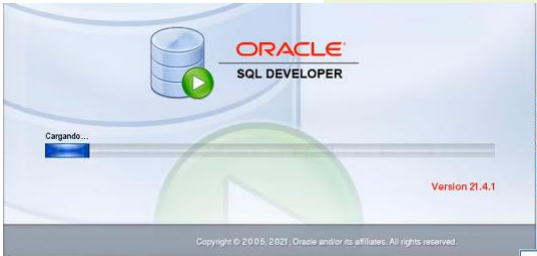 ORACLE
SQL DEVELOPER
Cargando...
Version 21.4.1
Copyright © 2005, 2021, Oracle and/or its affiliates. All rights reserved.